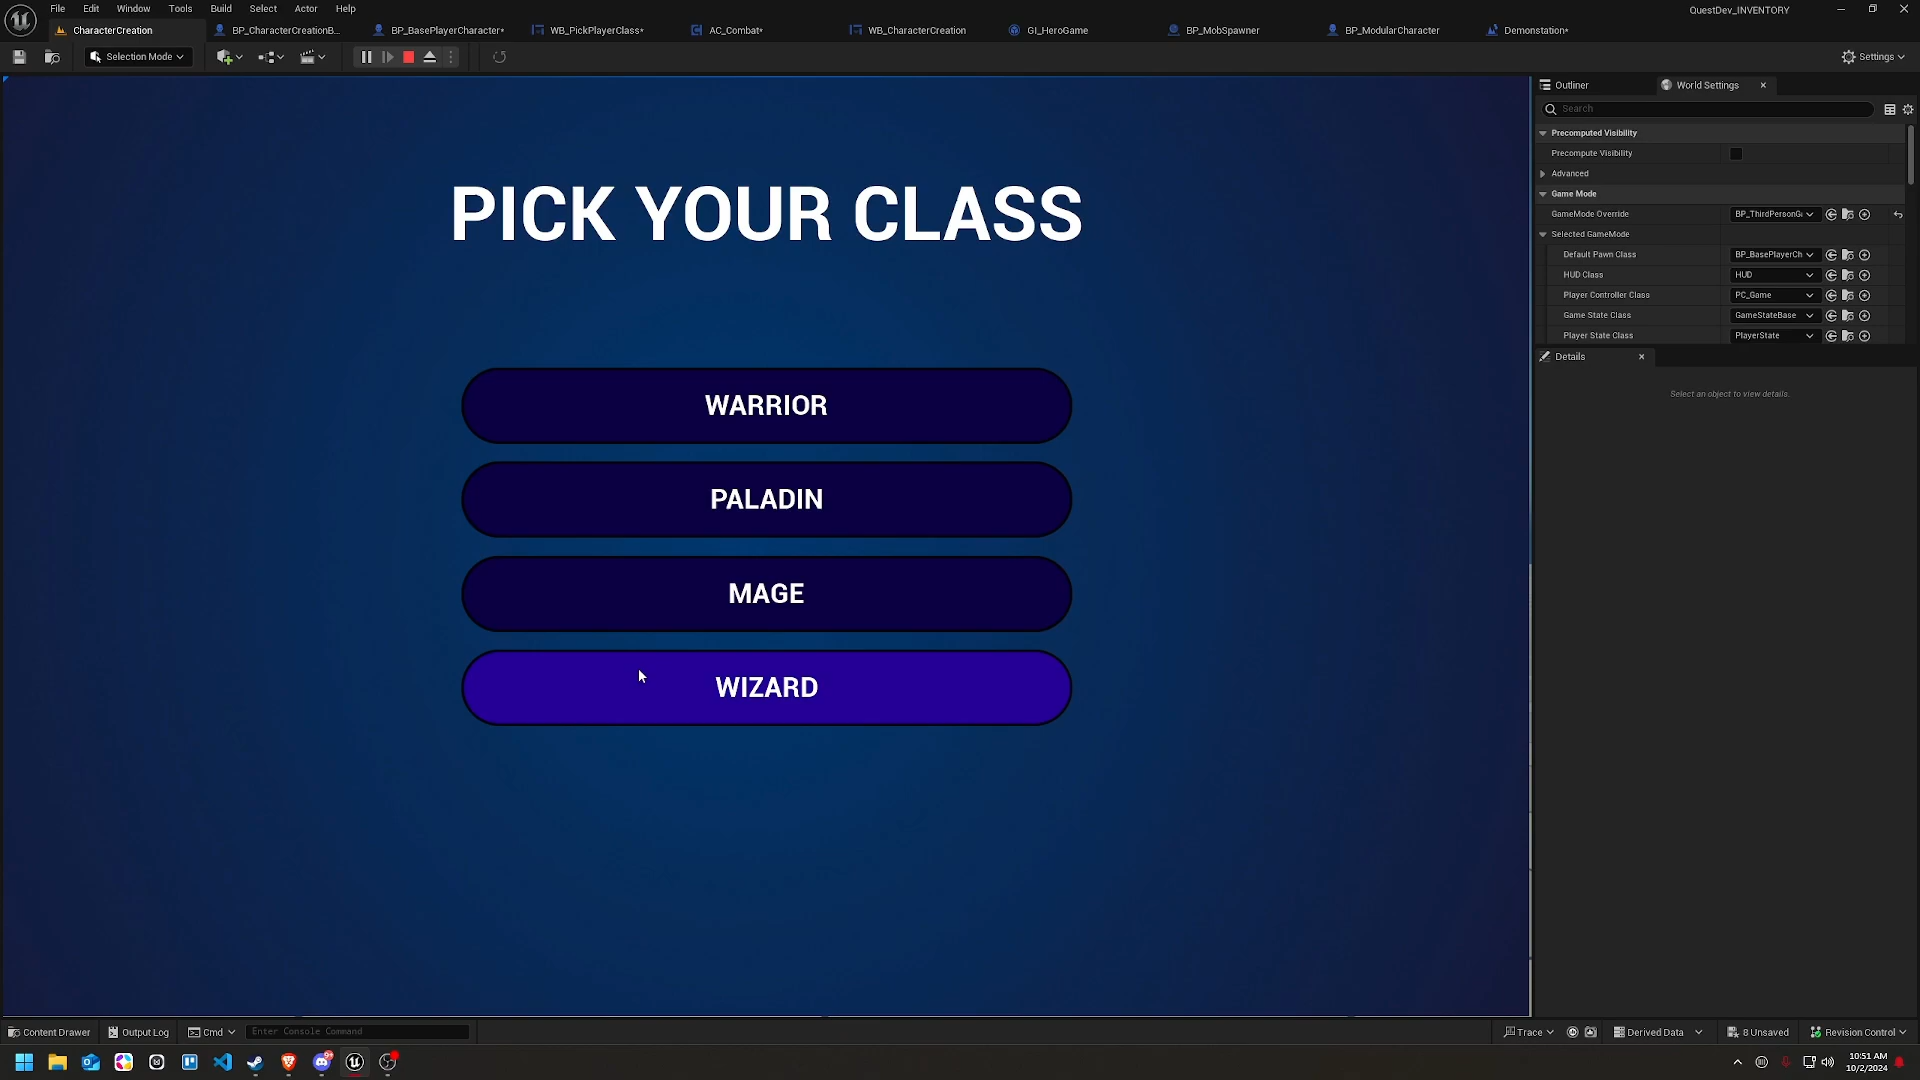 File Edit Window Tools Build Select Actor Help
QuestDev_INVENTORY
CharacterCreation
BP_CharacterCreationB...
BP_BasePlayerCharacter*
WB_PickPlayerClass*
AC_Combat*
WB_CharacterCreation
GI_HeroGame
BP_MobSpawner
BP_ModularCharacter
Demonstation*
Selection Mode
Settings
Outliner
World Settings
Search
Precomputed Visibility
Precompute Visibility
Advanced
Game Mode
GameMode Override BP_ThirdPersonG
Selected GameMode
Default Pawn Class BP_BasePlayerCh
HUD Class HUD
Player Controller Class PC_Game
Game State Class GameStateBase
Player State Class PlayerState
Details
Select an object to view details.
PICK YOUR CLASS
WARRIOR
PALADIN
MAGE
WIZARD
Content Drawer
Output Log
Cmd
Enter Console Command
Trace
Derived Data
8 Unsaved
Revision Control
10:51 AM
10/2/2024